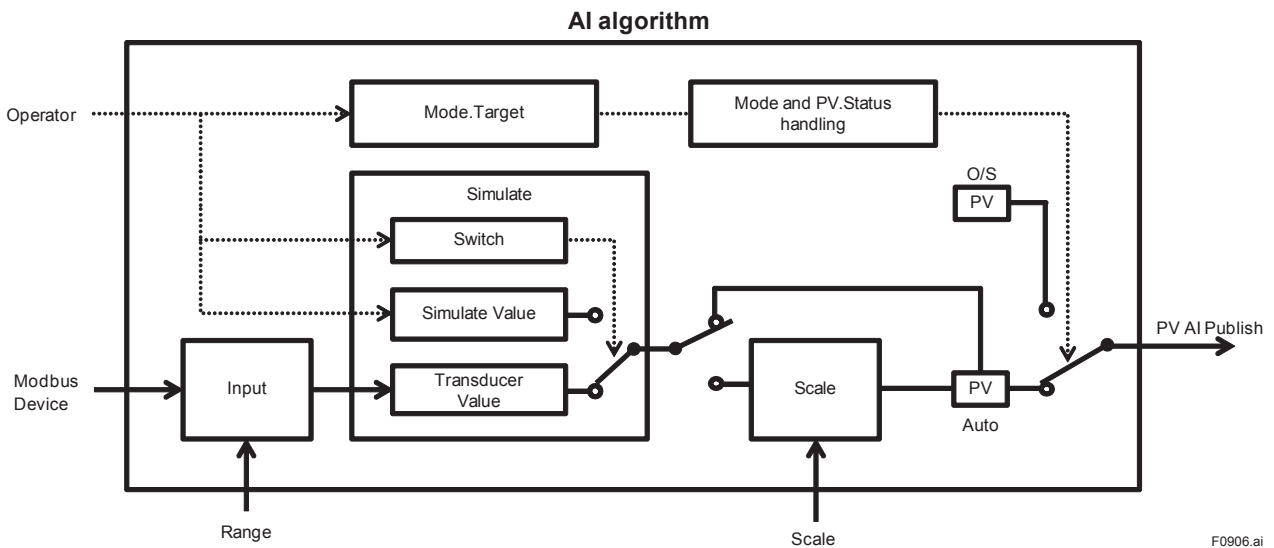 AI algorithm
Operator
Mode.Target
Mode and PV.Status
handling
O/S
PV
Simulate
Switch
Simulate Value
PV AI Publish
Modbus
Device
Input
Transducer
Value
Scale
PV
Auto
Range
Scale
F0906.ai